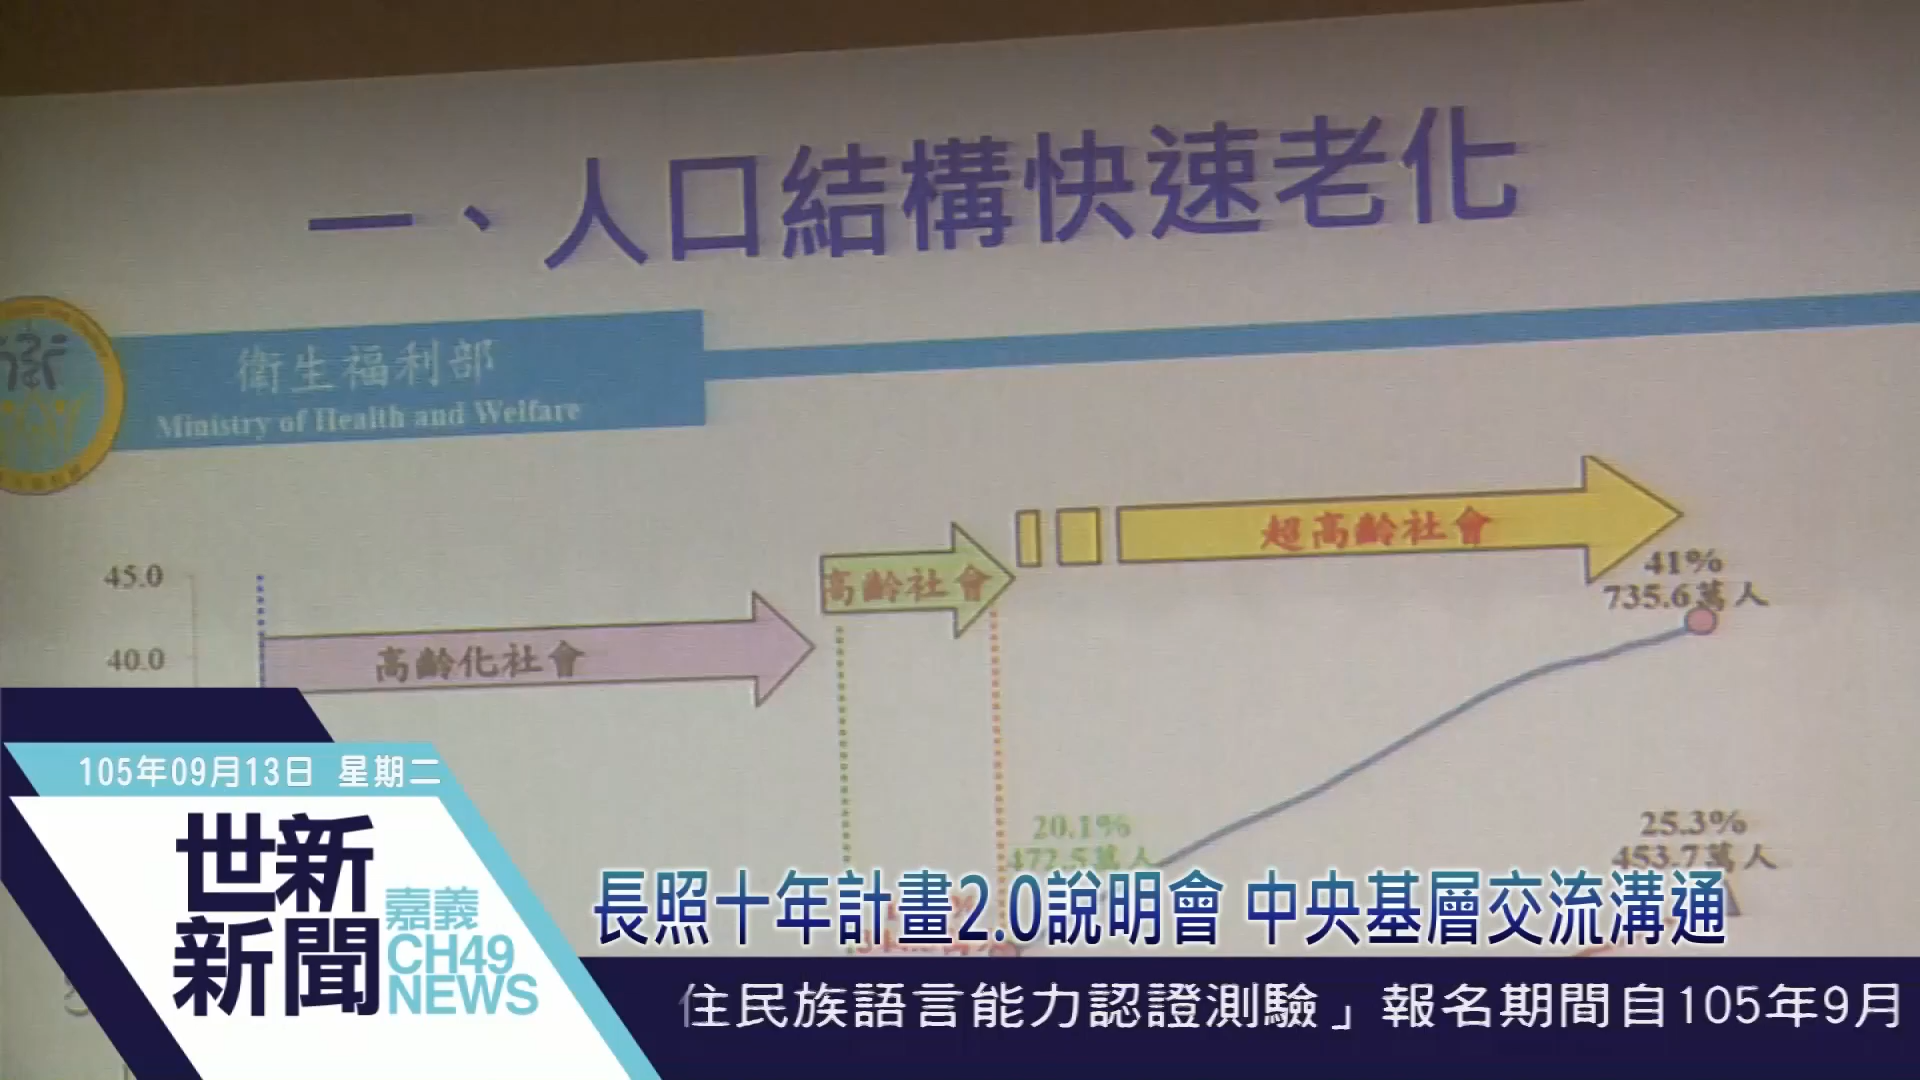 一、人口結構快速老化
衛生福利部
Ministry of Health and Welfare
超高齡社會
高齡社會
高齡化社會
45.0
40.0
41%
735.6萬人
20.1%
472.5萬人
25.3%
453.7萬人
105年09月13日 星期二
世新
新聞
嘉義
CH49
NEWS
長照十年計畫2.0說明會 中央基層交流溝通
住民族語言能力認證測驗」報名期間自105年9月